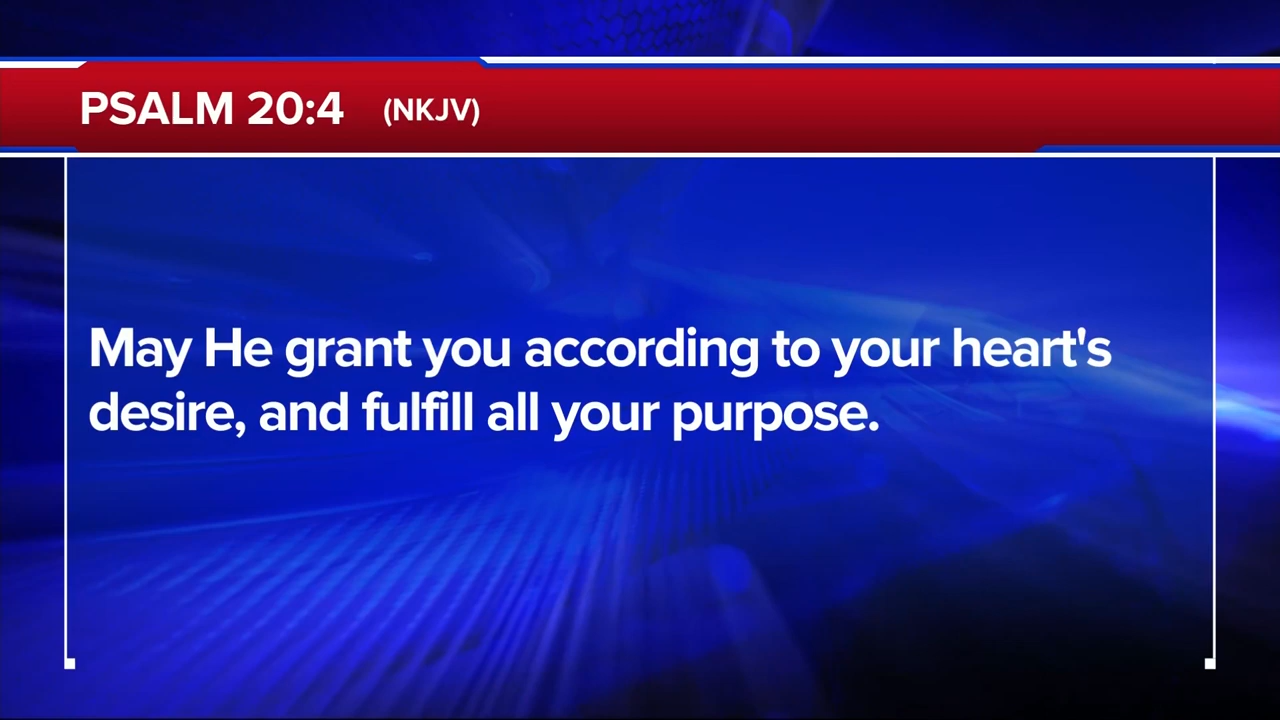 PSALM 20:4 (NKJV)
May He grant you according to your heart's
desire, and fulfill all your purpose.